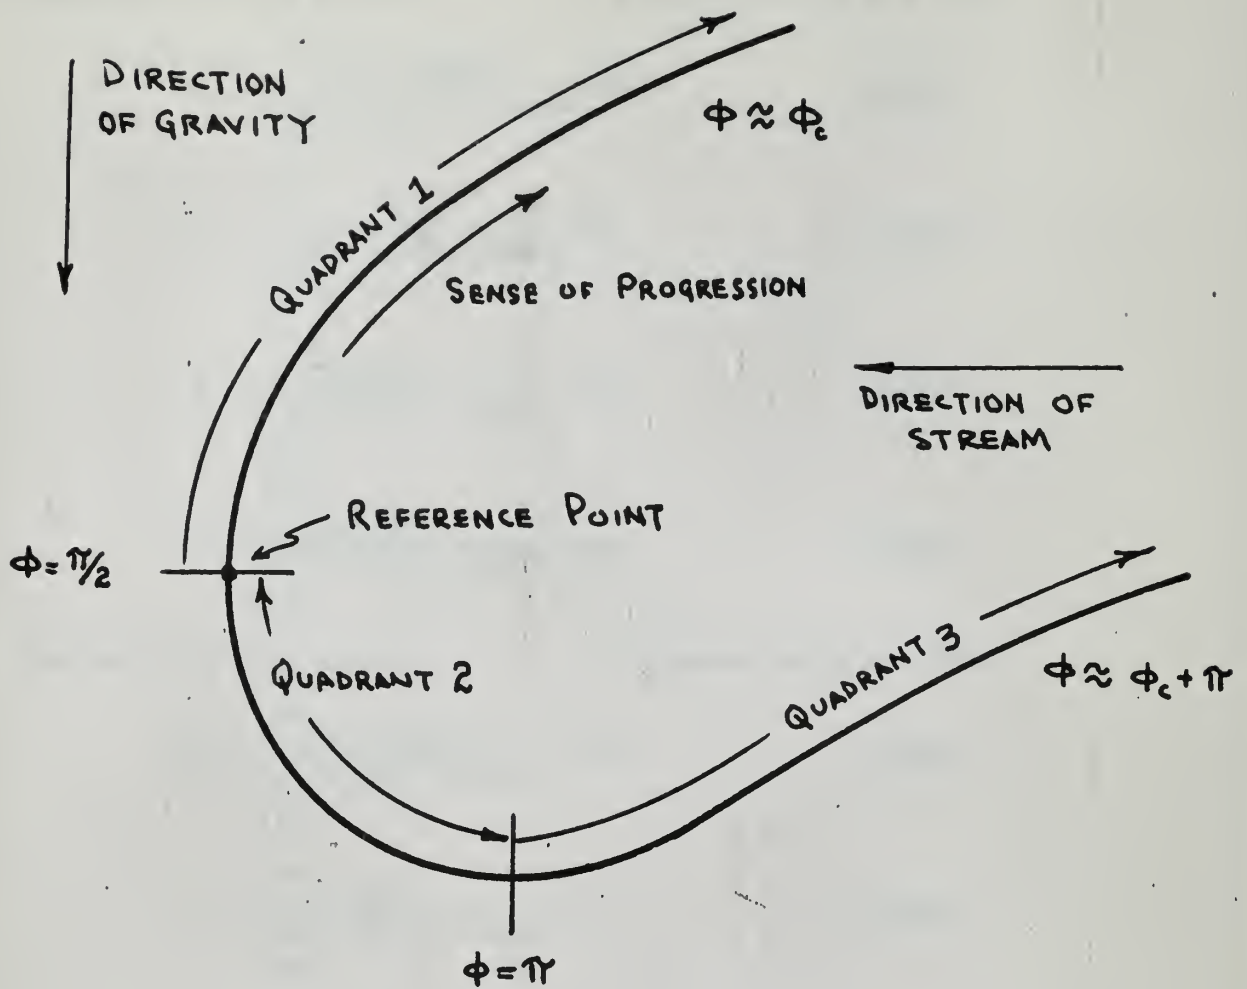 DIRECTION
OF GRAVITY
ϕ ≈ ϕc
QUADRANT 1
SENSE OF PROGRESSION
DIRECTION OF
STREAM
REFERENCE POINT
ϕ = π/2
QUADRANT 2
QUADRANT 3
ϕ ≈ ϕc + π
ϕ = π